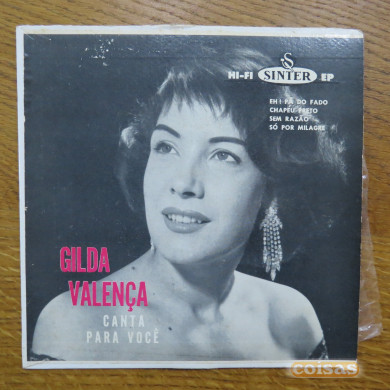 HI-FI SINTER EP
EH! PÁ DO FADO
CHAPÉU PRETO
SEM RAZÃO
SÓ POR MILAGRE
GILDA
VALENÇA
CANTA
PARA VOCÊ
coisas